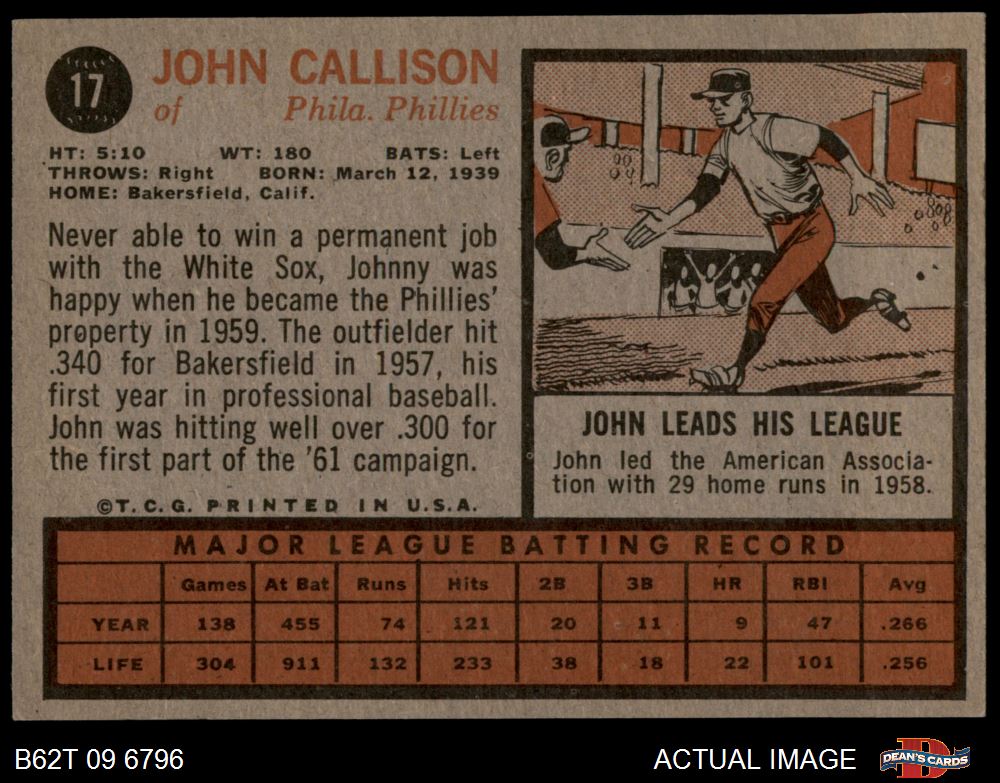 17
JOHN CALLISON
of Phila. Phillies
HT: 5:10 WT: 180 BATS: Left
THROWS: Right BORN: March 12, 1939
HOME: Bakersfield, Calif.
Never able to win a permanent job
with the White Sox, Johnny was
happy when he became the Phillies'
property in 1959. The outfielder hit
.340 for Bakersfield in 1957, his
first year in professional baseball.
John was hitting well over .300 for
the first part of the '61 campaign.
©T.C.G. PRINTED IN U.S.A.
JOHN LEADS HIS LEAGUE
John led the American Associa-
tion with 29 home runs in 1958.
MAJOR LEAGUE BATTING RECORD
Games At Bat Runs Hits 2B 3B HR RBI Avg
YEAR 138 455 74 121 20 11 9 47 .266
LIFE 304 911 132 233 38 18 22 101 .256
B62T 09 6796
ACTUAL IMAGE
D
DEAN'S CARDS